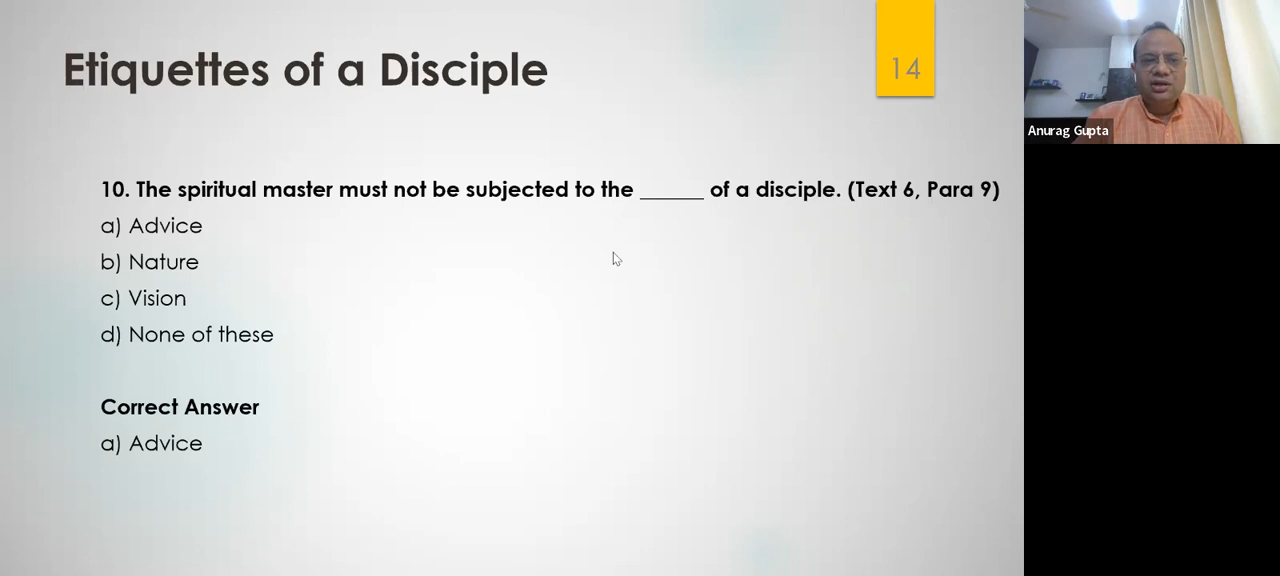 Etiquettes of a Disciple
14
10. The spiritual master must not be subjected to the ______ of a disciple. (Text 6, Para 9)
a) Advice
b) Nature
c) Vision
d) None of these
Correct Answer
a) Advice
Anurag Gupta